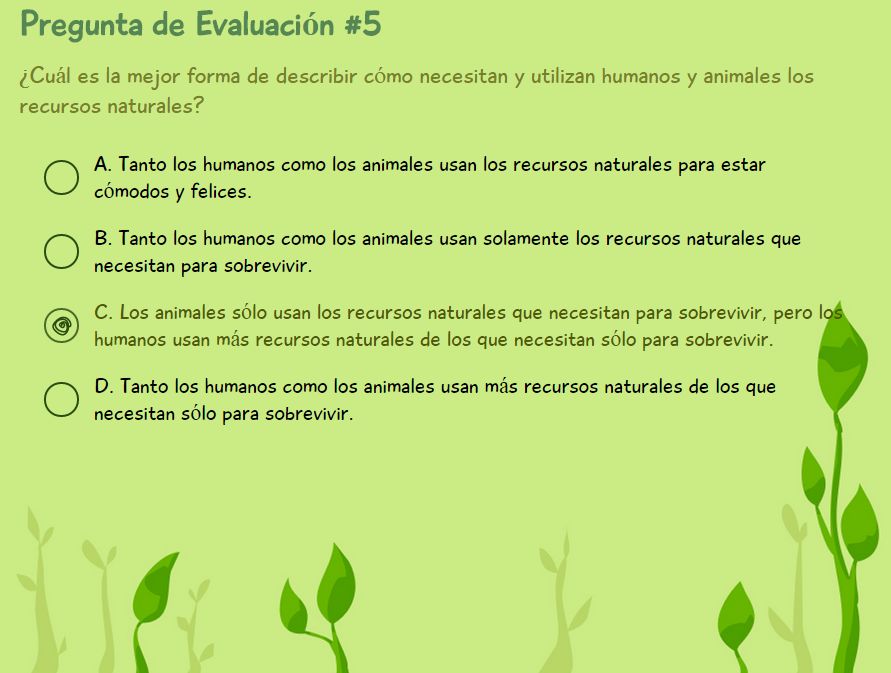 Pregunta de Evaluación #5
¿Cuál es la mejor forma de describir cómo necesitan y utilizan humanos y animales los
recursos naturales?
A. Tanto los humanos como los animales usan los recursos naturales para estar
cómodos y felices.
B. Tanto los humanos como los animales usan solamente los recursos naturales que
necesitan para sobrevivir.
C. Los animales sólo usan los recursos naturales que necesitan para sobrevivir, pero los
humanos usan más recursos naturales de los que necesitan sólo para sobrevivir.
D. Tanto los humanos como los animales usan más recursos naturales de los que
necesitan sólo para sobrevivir.